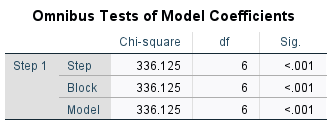 Omnibus Tests of Model Coefficients
Chi-square df Sig.
Step 1 Step 336.125 6 <.001
Block 336.125 6 <.001
Model 336.125 6 <.001